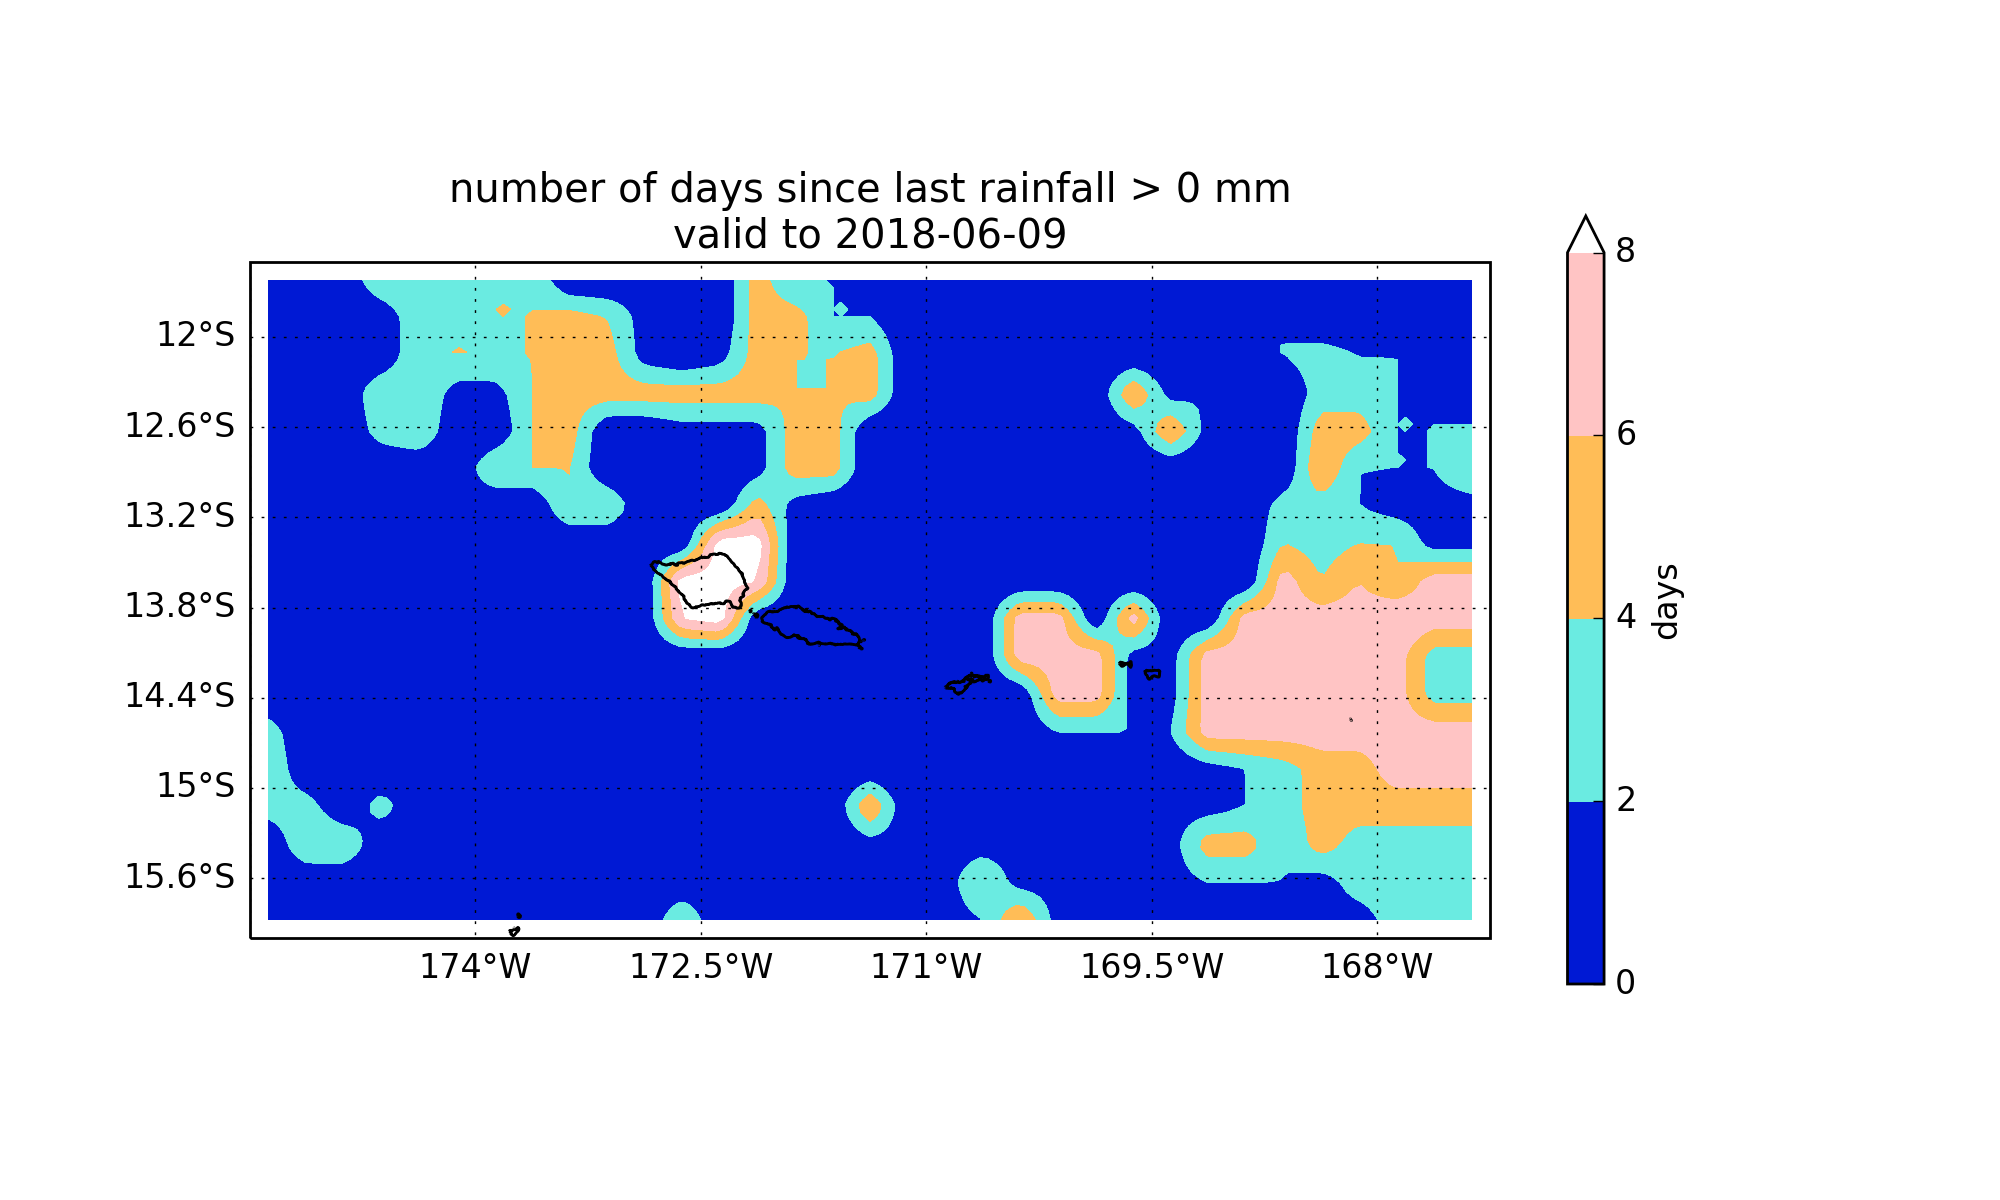 number of days since last rainfall > 0 mm
valid to 2018-06-09
12°S
12.6°S
13.2°S
13.8°S
14.4°S
15°S
15.6°S
174°W 172.5°W 171°W 169.5°W 168°W
8
6
4
2
0
days